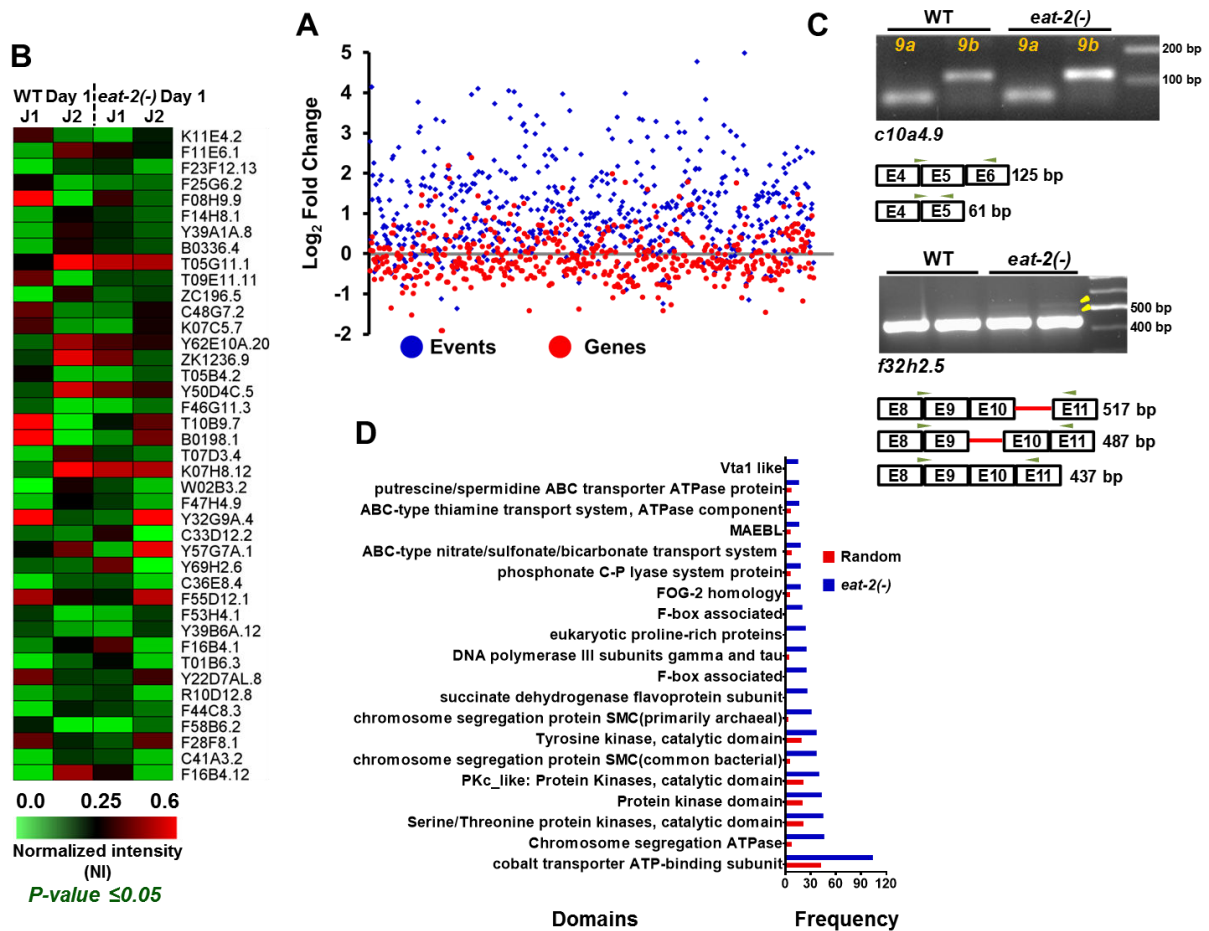 A
5
4
3
2
1
0
-1
-2
Log2 Fold Change
Events
Genes
B
WT Day 1 eat-2(-) Day 1
J1 J2 J1 J2
K11E4.2
F11E6.1
F23F12.13
F25G6.2
F08H9.9
F14H8.1
Y39A1A.8
B0336.4
T05G11.1
T09E11.11
ZC196.5
C48G7.2
K07C5.7
Y62E10A.20
ZK1236.9
T05B4.2
Y50D4C.5
F46G11.3
T10B9.7
B0198.1
T07D3.4
K07H8.12
W02B3.2
F47H4.9
Y32G9A.4
C33D12.2
Y57G7A.1
Y69H2.6
C36E8.4
F55D12.1
F53H4.1
Y39B6A.12
F16B4.1
T01B6.3
Y22D7AL.8
R10D12.8
F44C8.3
F58B6.2
F28F8.1
C41A3.2
F16B4.12
0.0 0.25 0.6
Normalized intensity
(NI)
P-value ≤0.05
C
WT eat-2(-)
9a 9b 9a 9b
200 bp
100 bp
c10a4.9
E4 E5 E6 125 bp
E4 E5 61 bp
WT eat-2(-)
500 bp
400 bp
f32h2.5
E8 E9 E10 E11 517 bp
E8 E9 E10 E11 487 bp
E8 E9 E10 E11 437 bp
D
Vta1 like
putrescine/spermidine ABC transporter ATPase protein
ABC-type thiamine transport system, ATPase component
MAEBL
ABC-type nitrate/sulfonate/bicarbonate transport system
phosphonate C-P lyase system protein
FOG-2 homology
F-box associated
eukaryotic proline-rich proteins
DNA polymerase III subunits gamma and tau
F-box associated
succinate dehydrogenase flavoprotein subunit
chromosome segregation protein SMC(primarily archaeal)
Tyrosine kinase, catalytic domain
chromosome segregation protein SMC(common bacterial)
PKc_like: Protein Kinases, catalytic domain
Protein kinase domain
Serine/Threonine protein kinases, catalytic domain
Chromosome segregation ATPase
cobalt transporter ATP-binding subunit
Random
eat-2(-)
0 30 60 90 120
Domains Frequency